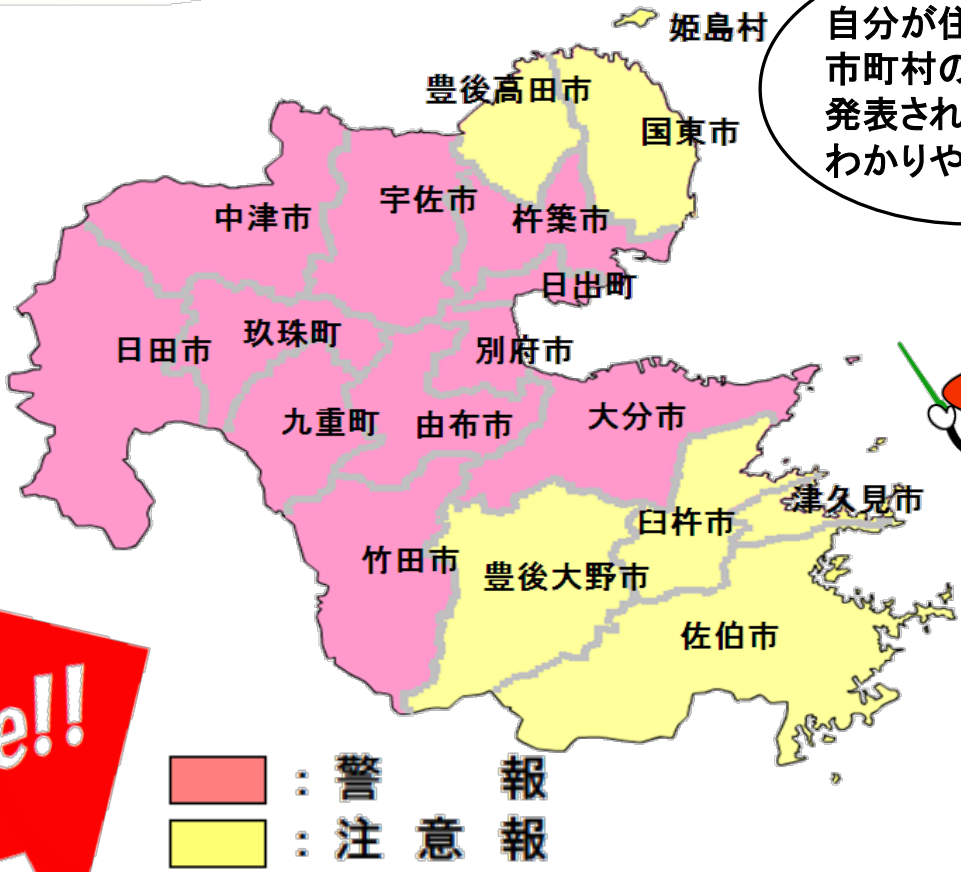 自分が住
市町村の
発表され
わかりや
姫島村
豊後高田市
国東市
中津市
宇佐市
杵築市
日出町
日田市
玖珠町
別府市
九重町
由布市
大分市
津久見市
臼杵市
竹田市
豊後大野市
佐伯市
e!!
：警　　報
：注 意 報